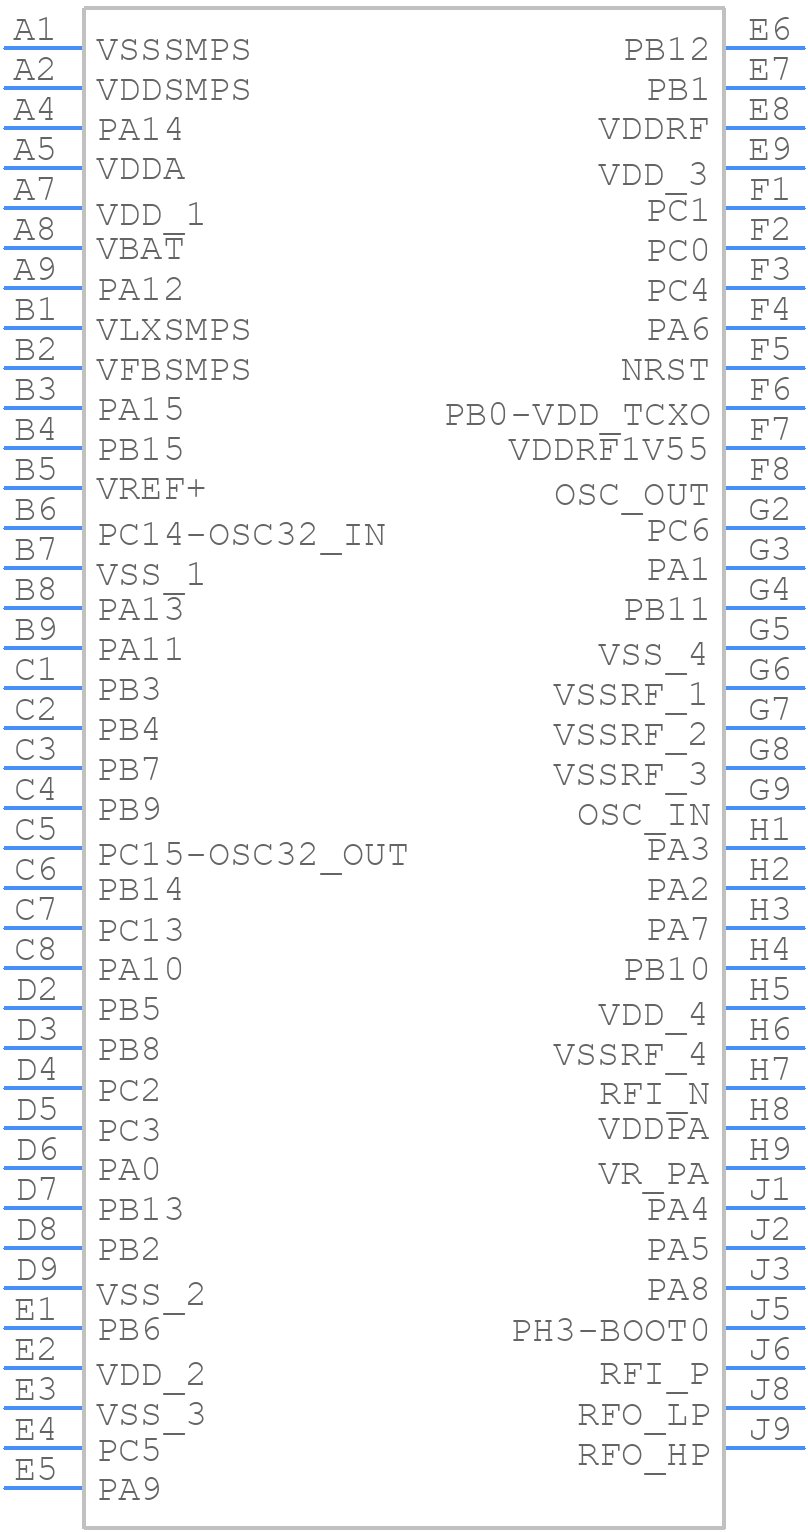 A1 VSSSMPS PB12 E6
A2 VDDSMPS PB1 E7
A4 PA14 VDDRF E8
A5 VDDA VDD_3 E9
A7 VDD_1 PC1 F1
A8 VBAT PC0 F2
A9 PA12 PC4 F3
B1 VLXSMPS PA6 F4
B2 VFBSMPS NRST F5
B3 PA15 PB0-VDD_TCXO F6
B4 PB15 VDDRF1V55 F7
B5 VREF+ OSC_OUT F8
B6 PC14-OSC32_IN PC6 G2
B7 VSS_1 PA1 G3
B8 PA13 PB11 G4
B9 PA11 VSS_4 G5
C1 PB3 VSSRF_1 G6
C2 PB4 VSSRF_2 G7
C3 PB7 VSSRF_3 G8
C4 PB9 OSC_IN G9
C5 PC15-OSC32_OUT PA3 H1
C6 PB14 PA2 H2
C7 PC13 PA7 H3
C8 PA10 PB10 H4
D2 PB5 VDD_4 H5
D3 PB8 VSSRF_4 H6
D4 PC2 RFI_N H7
D5 PC3 VDDPA H8
D6 PA0 VR_PA H9
D7 PB13 PA4 J1
D8 PB2 PA5 J2
D9 VSS_2 PA8 J3
E1 PB6 PH3-BOOT0 J5
E2 VDD_2 RFI_P J6
E3 VSS_3 RFO_LP J8
E4 PC5 RFO_HP J9
E5 PA9